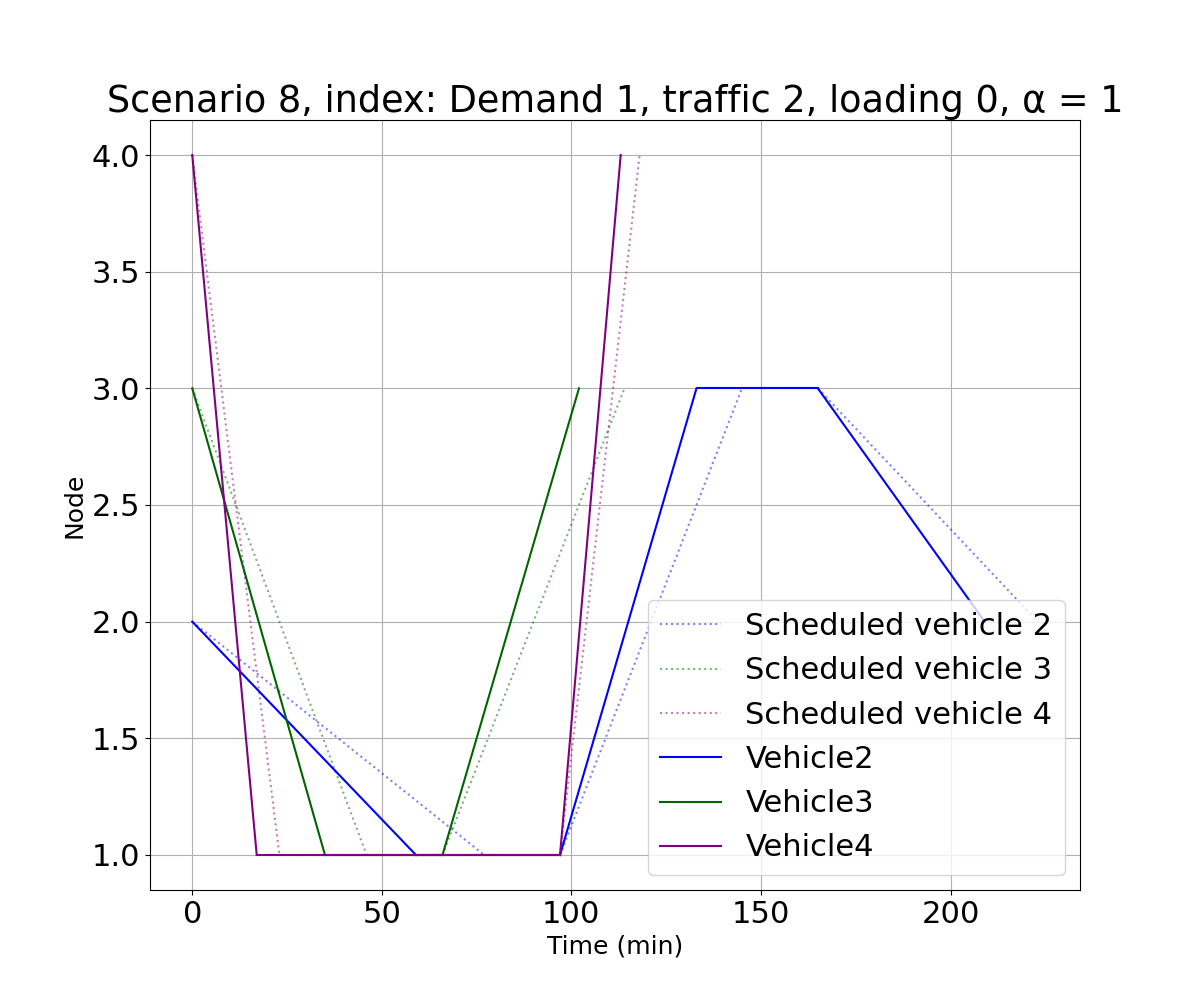 Scenario 8, index: Demand 1, traffic 2, loading 0, α = 1
4.0
3.5
3.0
2.5
2.0
1.5
1.0
Node
Scheduled vehicle 2
Scheduled vehicle 3
Scheduled vehicle 4
Vehicle2
Vehicle3
Vehicle4
0 50 100 150 200
Time (min)